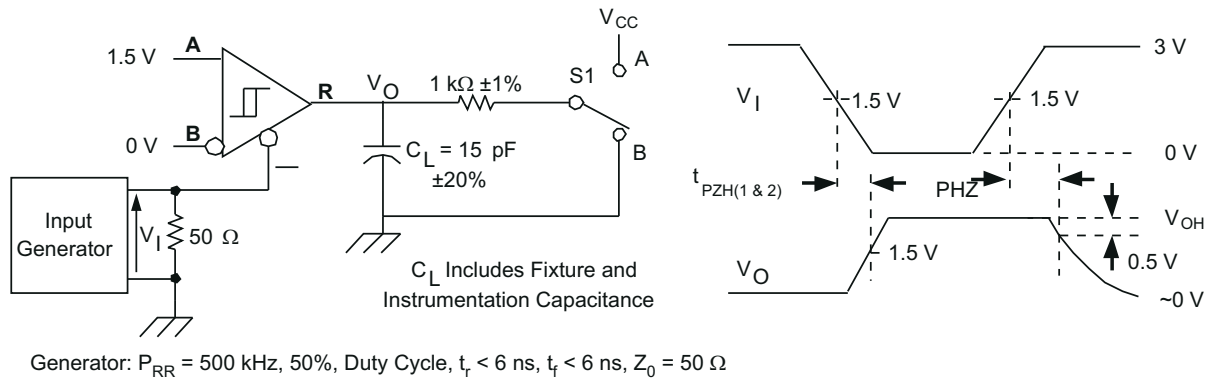 V_CC
A
1.5 V
A
R
V_O
1 kΩ ±1%
S1
B
0 V
B
C_L = 15 pF
±20%
Input
Generator
V_I
50 Ω
C_L Includes Fixture and
Instrumentation Capacitance
Generator: P_RR = 500 kHz, 50%, Duty Cycle, t_r < 6 ns, t_f < 6 ns, Z_0 = 50 Ω
3 V
V_I
1.5 V
1.5 V
0 V
t_PZH(1 & 2)
PHZ
V_OH
1.5 V
0.5 V
V_O
~0 V